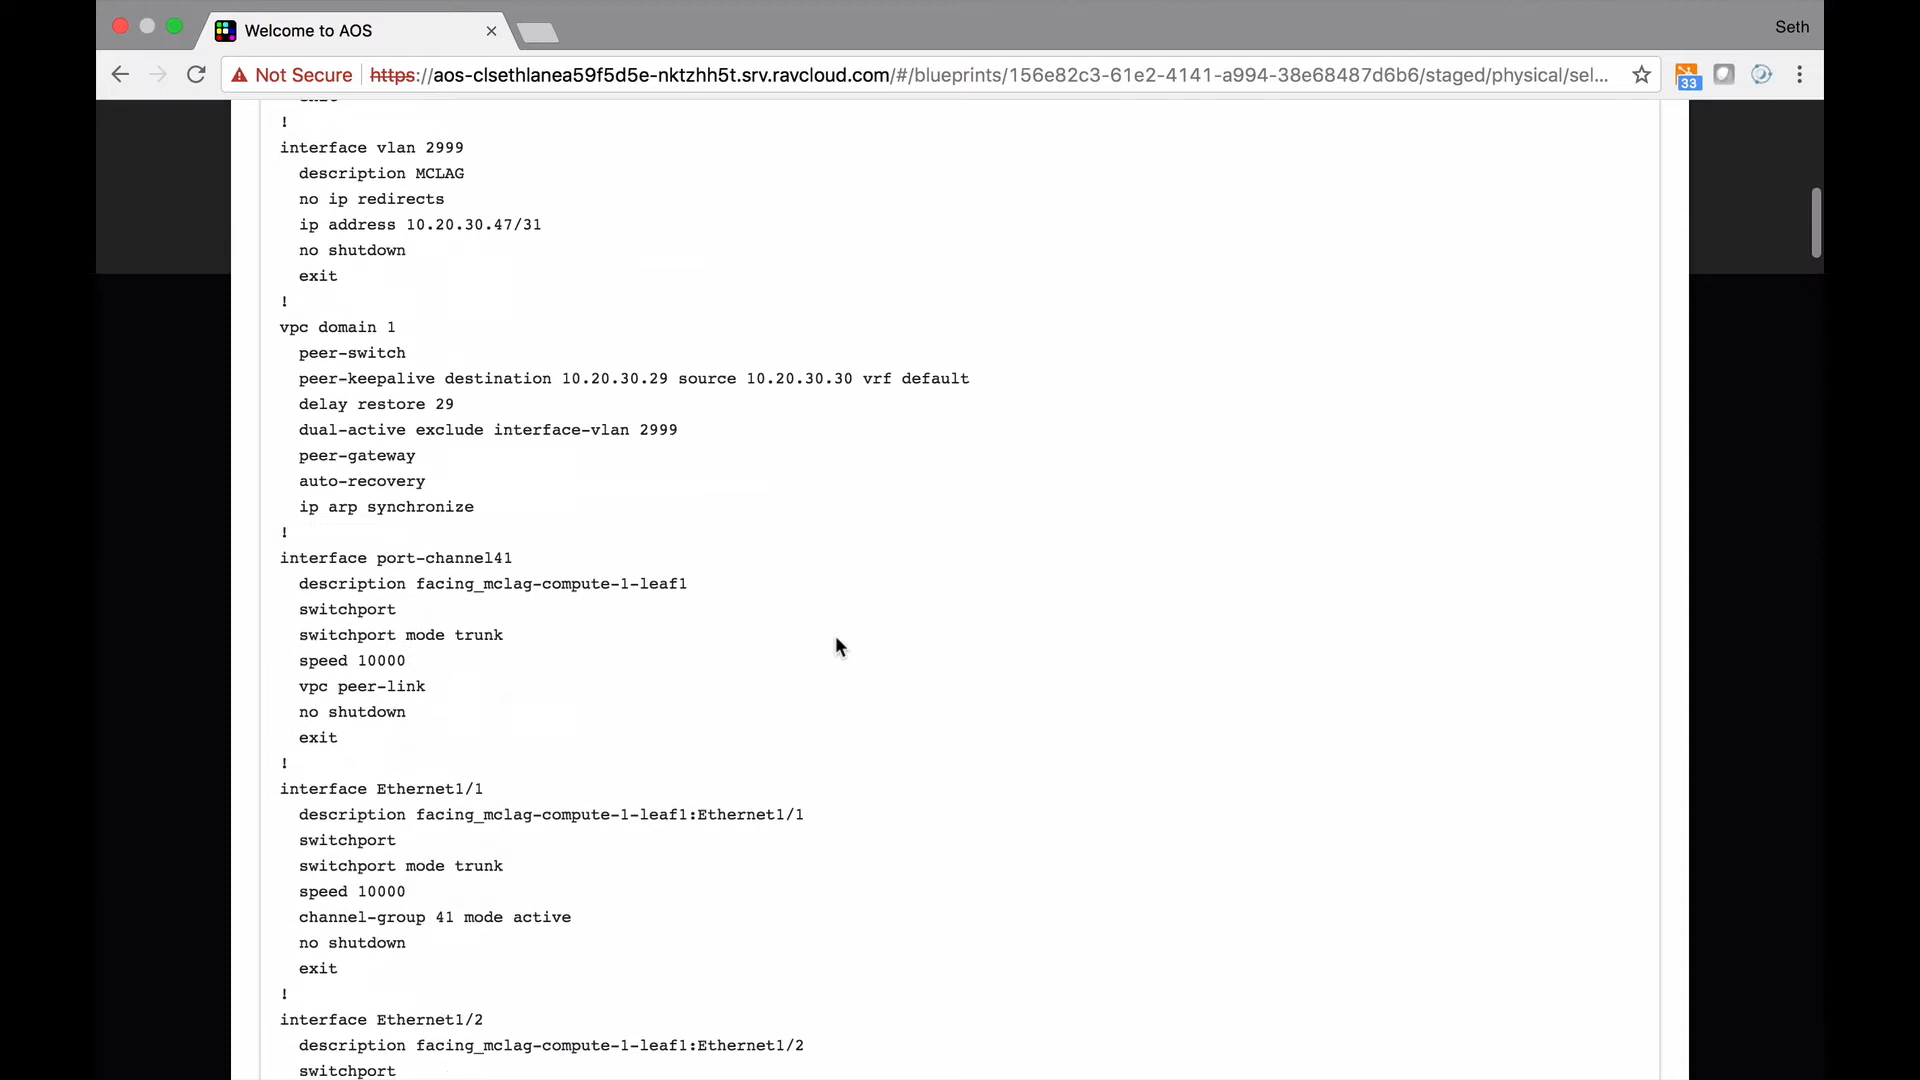 Welcome to AOS
Seth
Not Secure
https://aos-clsethlanea59f5d5e-nktzhh5t.srv.ravcloud.com/#/blueprints/156e82c3-61e2-4141-a994-38e68487d6b6/staged/physical/sel...
33
exit
!
interface vlan 2999
description MCLAG
no ip redirects
ip address 10.20.30.47/31
no shutdown
exit
!
vpc domain 1
peer-switch
peer-keepalive destination 10.20.30.29 source 10.20.30.30 vrf default
delay restore 29
dual-active exclude interface-vlan 2999
peer-gateway
auto-recovery
ip arp synchronize
!
interface port-channel41
description facing_mclag-compute-1-leaf1
switchport
switchport mode trunk
speed 10000
vpc peer-link
no shutdown
exit
!
interface Ethernet1/1
description facing_mclag-compute-1-leaf1:Ethernet1/1
switchport
switchport mode trunk
speed 10000
channel-group 41 mode active
no shutdown
exit
!
interface Ethernet1/2
description facing_mclag-compute-1-leaf1:Ethernet1/2
switchport